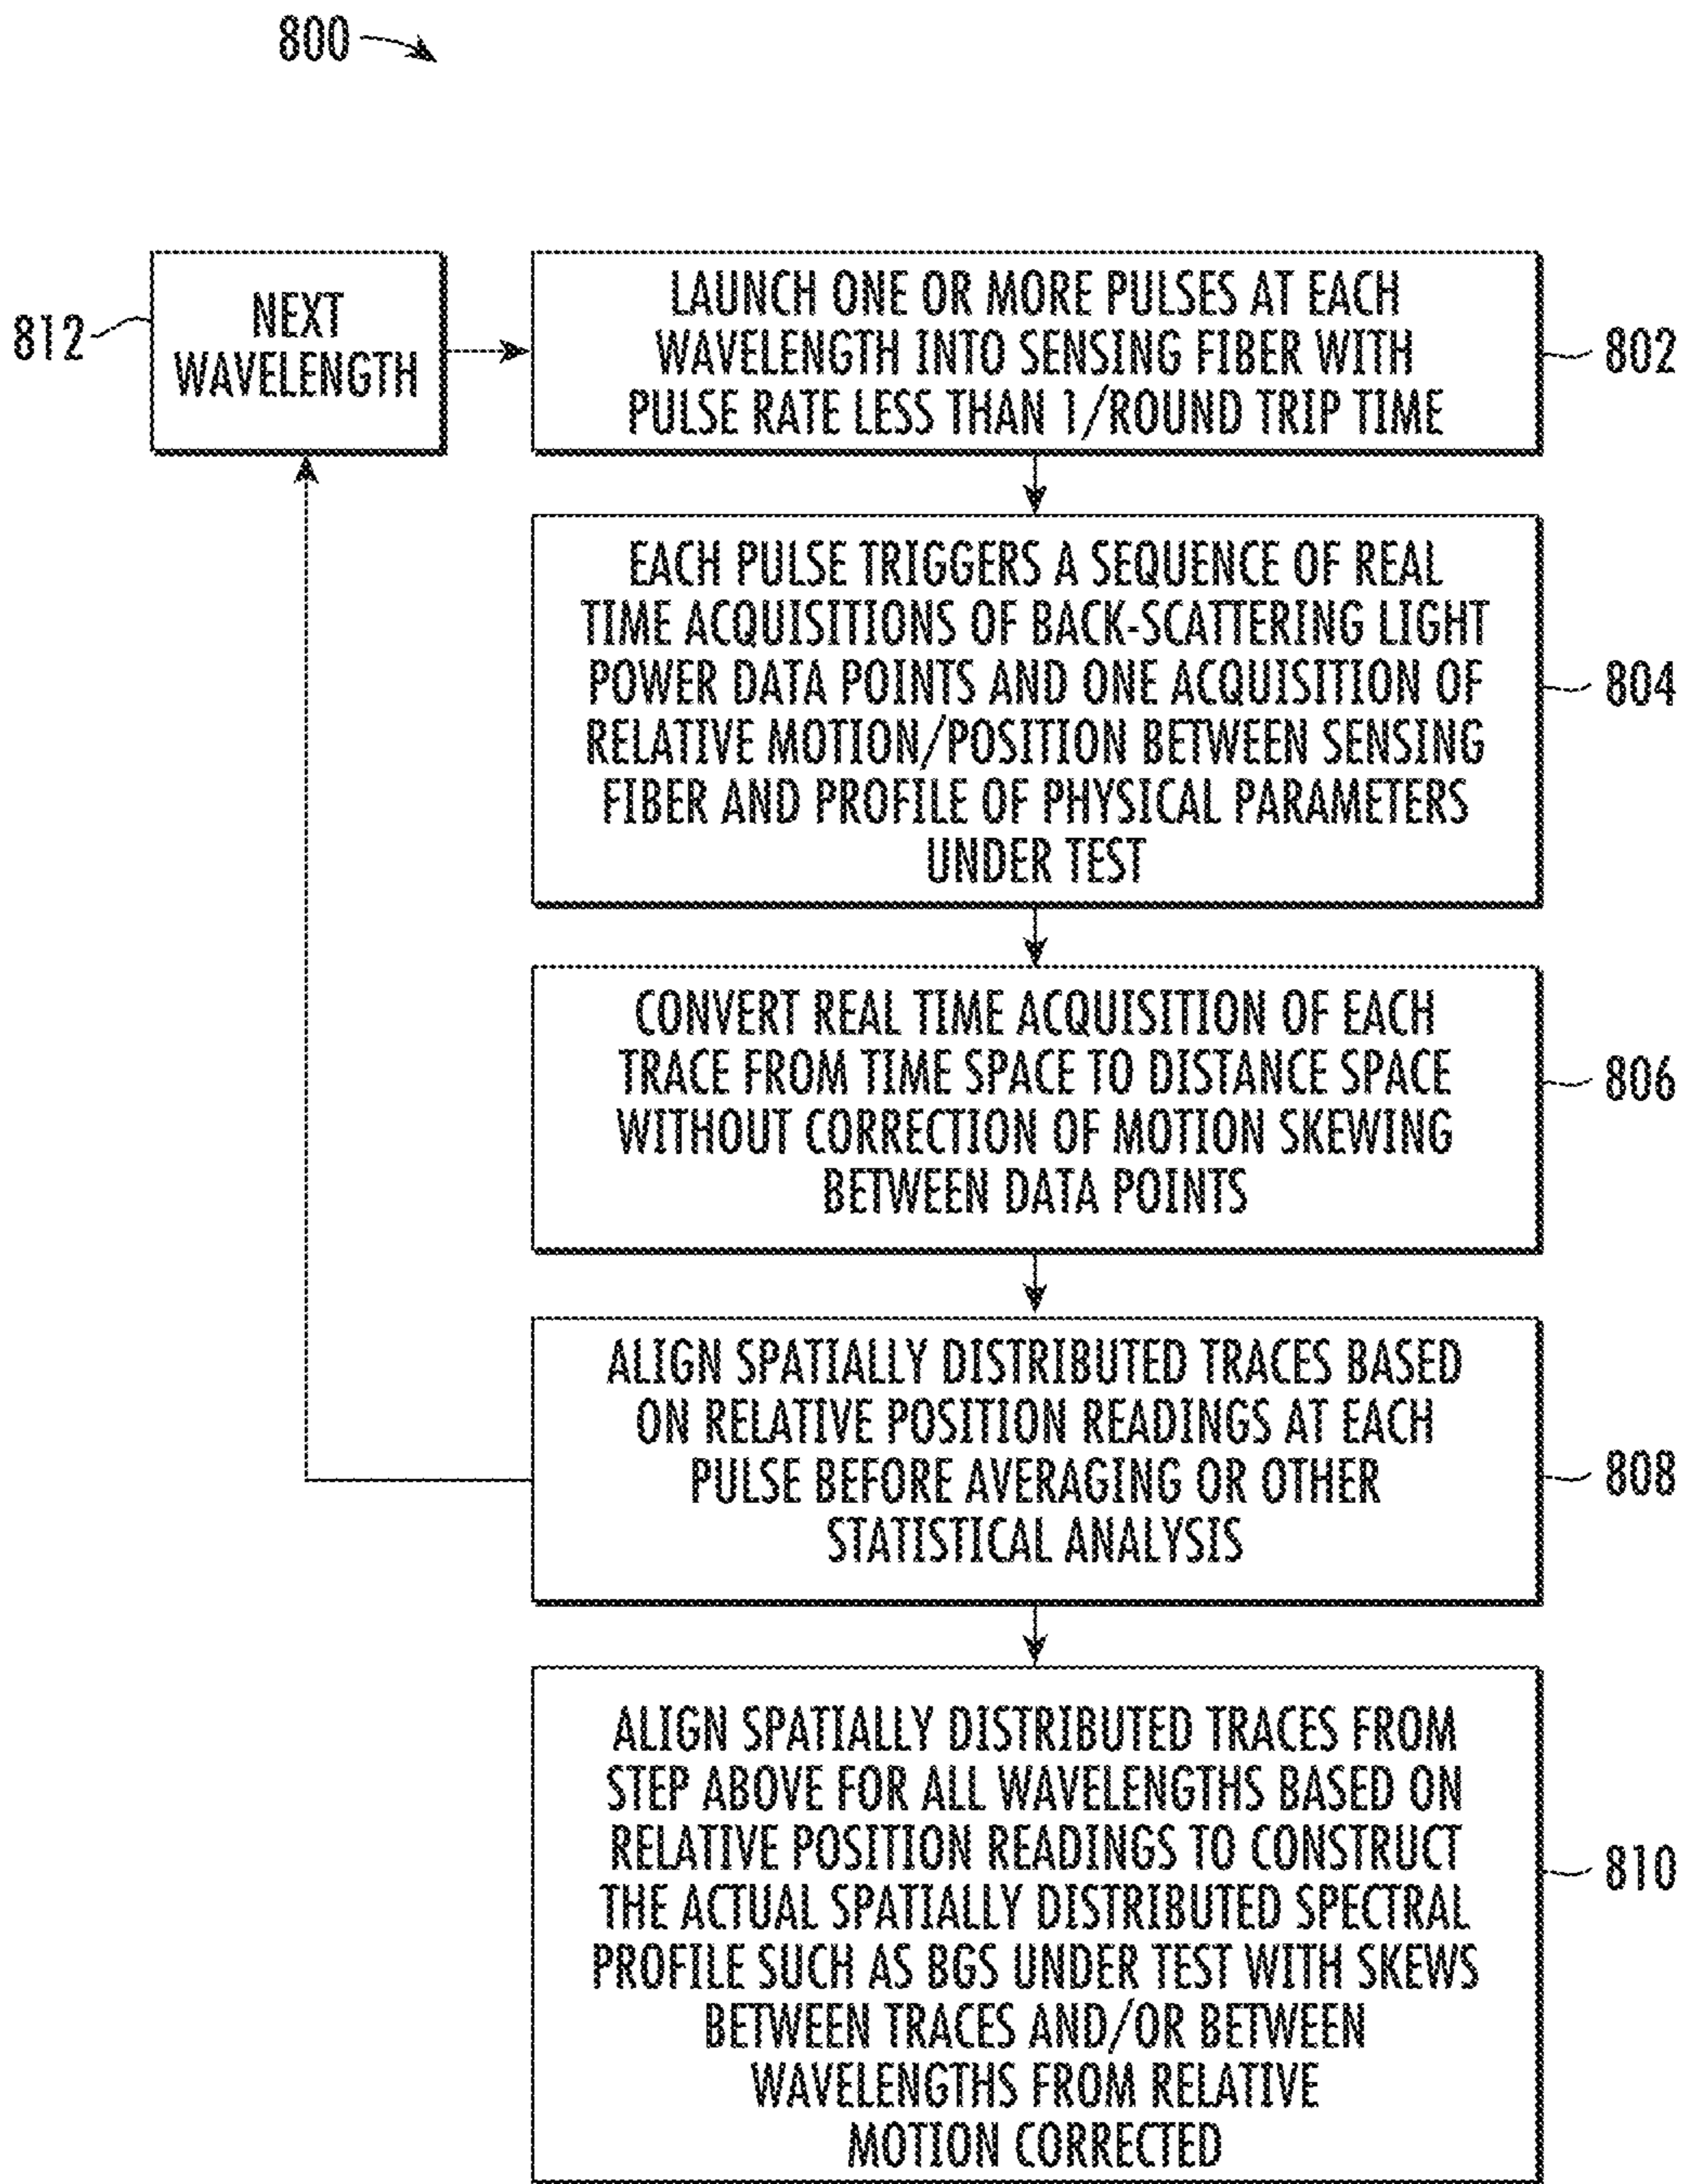 800
812
NEXT
WAVELENGTH
LAUNCH ONE OR MORE PULSES AT EACH
WAVELENGTH INTO SENSING FIBER WITH
PULSE RATE LESS THAN 1/ROUND TRIP TIME
802
EACH PULSE TRIGGERS A SEQUENCE OF REAL
TIME ACQUISITIONS OF BACK-SCATTERING LIGHT
POWER DATA POINTS AND ONE ACQUISITION OF
RELATIVE MOTION/POSITION BETWEEN SENSING
FIBER AND PROFILE OF PHYSICAL PARAMETERS
UNDER TEST
804
CONVERT REAL TIME ACQUISITION OF EACH
TRACE FROM TIME SPACE TO DISTANCE SPACE
WITHOUT CORRECTION OF MOTION SKEWING
BETWEEN DATA POINTS
806
ALIGN SPATIALLY DISTRIBUTED TRACES BASED
ON RELATIVE POSITION READINGS AT EACH
PULSE BEFORE AVERAGING OR OTHER
STATISTICAL ANALYSIS
808
ALIGN SPATIALLY DISTRIBUTED TRACES FROM
STEP ABOVE FOR ALL WAVELENGTHS BASED ON
RELATIVE POSITION READINGS TO CONSTRUCT
THE ACTUAL SPATIALLY DISTRIBUTED SPECTRAL
PROFILE SUCH AS BGS UNDER TEST WITH SKEWS
BETWEEN TRACES AND/OR BETWEEN
WAVELENGTHS FROM RELATIVE
MOTION CORRECTED
810